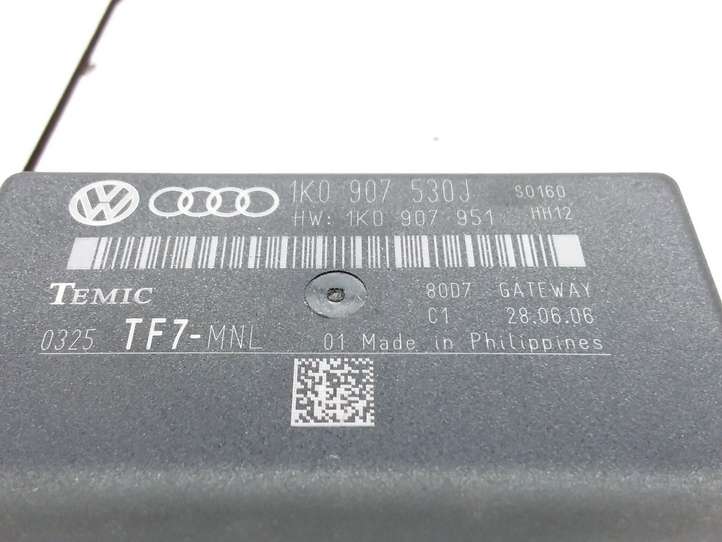 1K0 907 530J S0160
HW: 1K0 907 951 HH12
TEMIC 80D7 GATEWAY
C1 28.06.06
0325 TF7-MNL 01 Made in Philippines